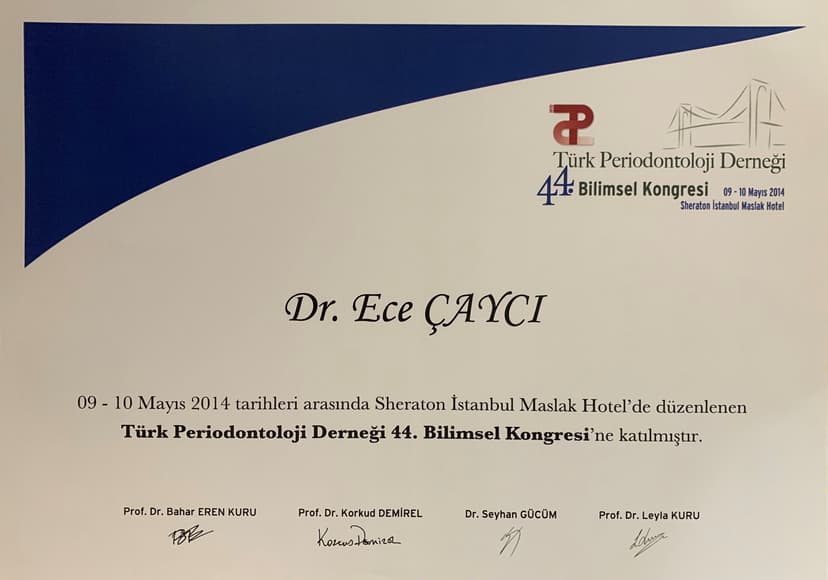 Türk Periodontoloji Derneği
44. Bilimsel Kongresi 09 - 10 Mayıs 2014
Sheraton İstanbul Maslak Hotel
Dr. Ece ÇAYCI
09 - 10 Mayıs 2014 tarihleri arasında Sheraton İstanbul Maslak Hotel’de düzenlenen
Türk Periodontoloji Derneği 44. Bilimsel Kongresi’ne katılmıştır.
Prof. Dr. Bahar EREN KURU Prof. Dr. Korkud DEMİREL Dr. Seyhan GÜCÜM Prof. Dr. Leyla KURU